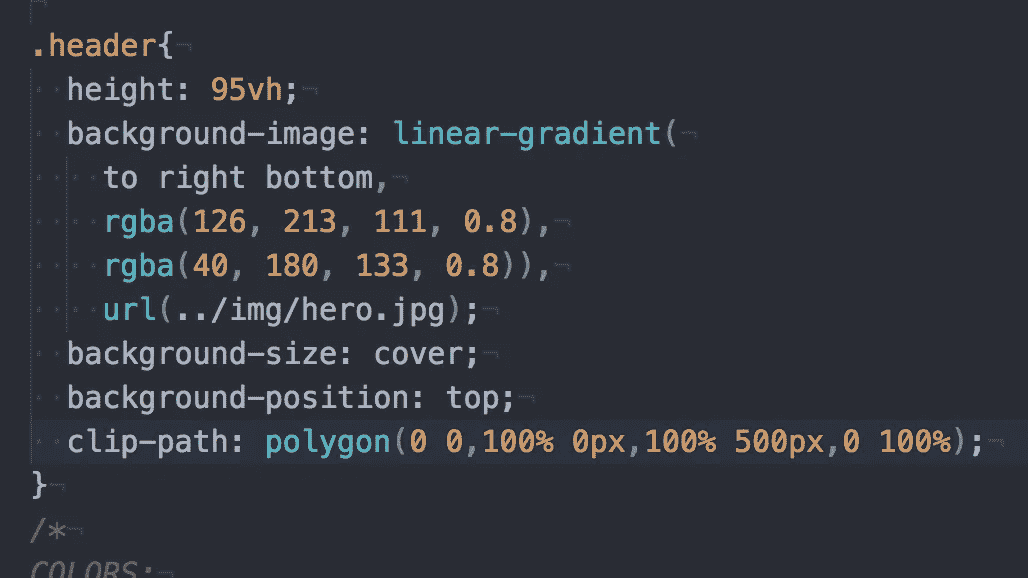 .header{
height: 95vh;
background-image: linear-gradient(
to right bottom,
rgba(126, 213, 111, 0.8),
rgba(40, 180, 133, 0.8)),
url(../img/hero.jpg);
background-size: cover;
background-position: top;
clip-path: polygon(0 0,100% 0px,100% 500px,0 100%);
}
/*
COLORS: